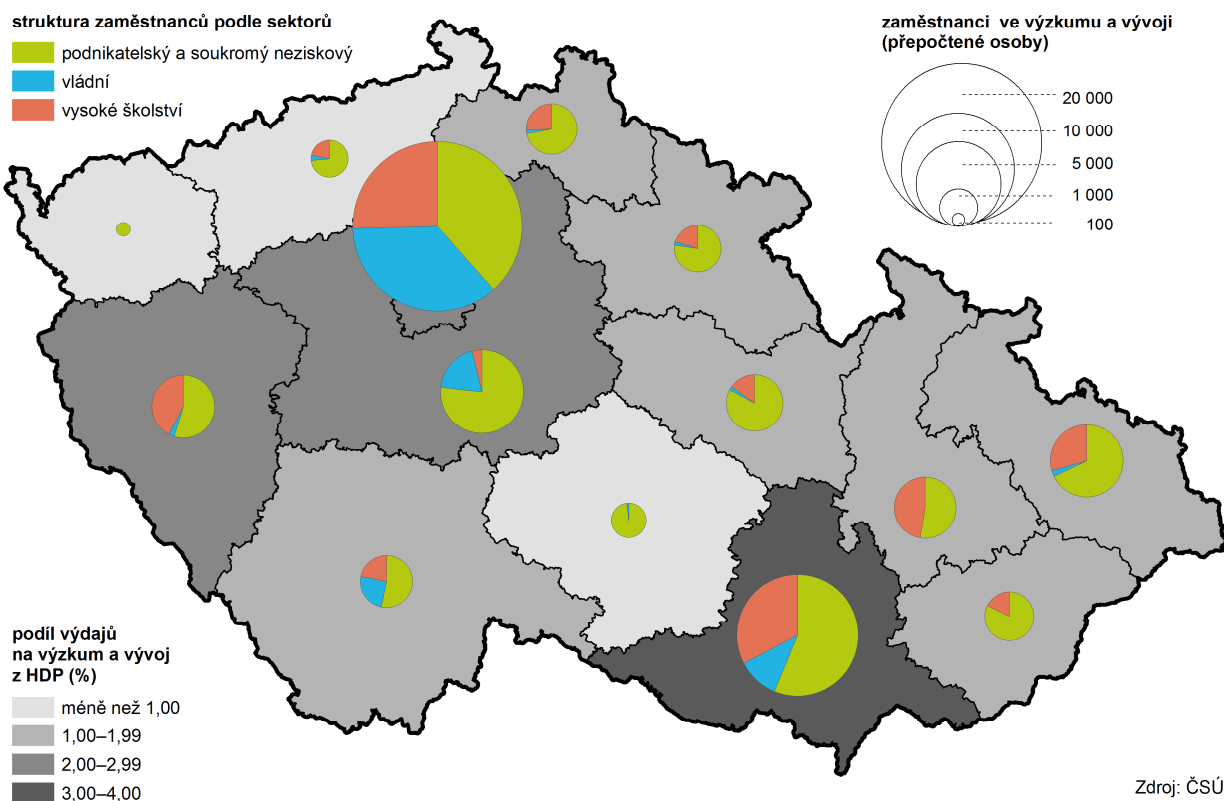 struktura zaměstnanců podle sektorů
podnikatelský a soukromý neziskový
vládní
vysoké školství
zaměstnanci ve výzkumu a vývoji
(přepočtené osoby)
20 000
10 000
5 000
1 000
100
podíl výdajů
na výzkum a vývoj
z HDP (%)
méně než 1,00
1,00–1,99
2,00–2,99
3,00–4,00
Zdroj: ČSÚ